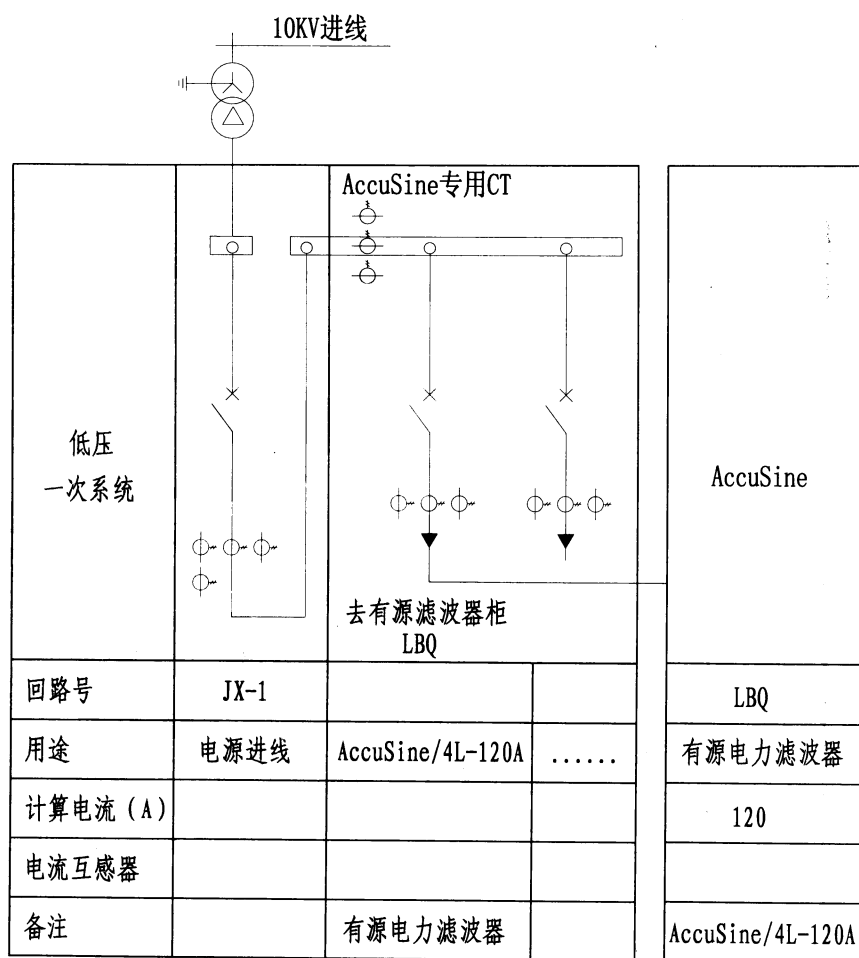 10KV进线
AccuSine专用CT
低压
一次系统
AccuSine
去有源滤波器柜
LBQ
回路号 JX-1 LBQ
用途 电源进线 AccuSine/4L-120A ...... 有源电力滤波器
计算电流(A) 120
电流互感器
备注 有源电力滤波器 AccuSine/4L-120A